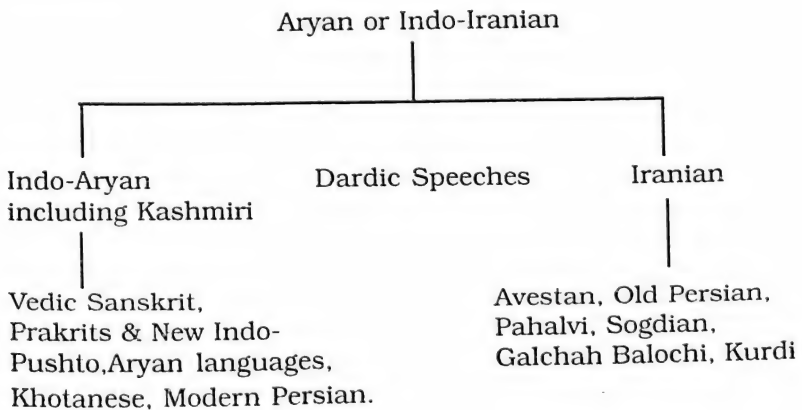 Aryan or Indo-Iranian
Indo-Aryan
including Kashmiri
Dardic Speeches
Iranian
Vedic Sanskrit,
Prakrits & New Indo-
Pushto,Aryan languages,
Khotanese, Modern Persian.
Avestan, Old Persian,
Pahalvi, Sogdian,
Galchah Balochi, Kurdi